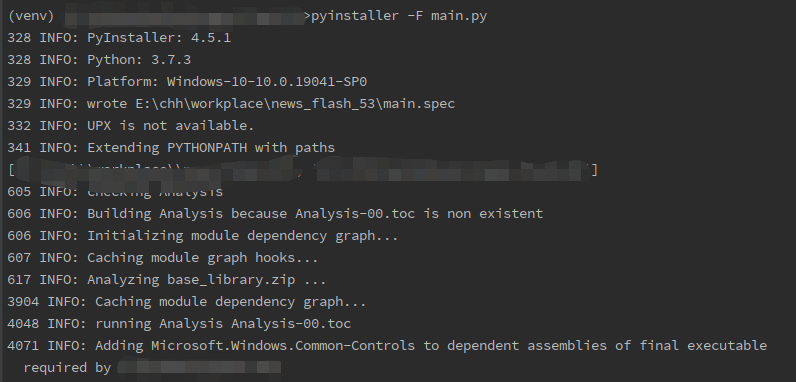 (venv) >pyinstaller -F main.py
328 INFO: PyInstaller: 4.5.1
328 INFO: Python: 3.7.3
329 INFO: Platform: Windows-10-10.0.19041-SP0
329 INFO: wrote E:\chh\workplace\news_flash_53\main.spec
332 INFO: UPX is not available.
341 INFO: Extending PYTHONPATH with paths
[ ]
605 INFO: Checking Analysis
606 INFO: Building Analysis because Analysis-00.toc is non existent
606 INFO: Initializing module dependency graph...
607 INFO: Caching module graph hooks...
617 INFO: Analyzing base_library.zip ...
3904 INFO: Caching module dependency graph...
4048 INFO: running Analysis Analysis-00.toc
4071 INFO: Adding Microsoft.Windows.Common-Controls to dependent assemblies of final executable
required by